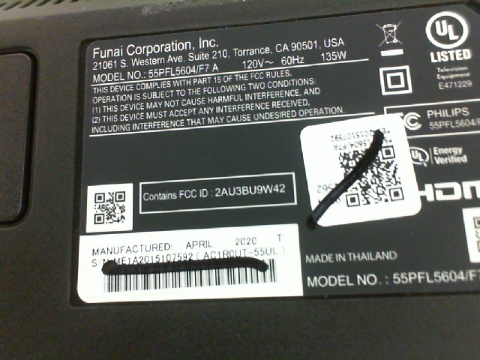 Funai Corporation, Inc.
21061 S. Western Ave. Suite 210, Torrance, CA 90501, USA
MODEL NO.: 55PFL5604/F7 A 120V~ 60Hz 135W
THIS DEVICE COMPLIES WITH PART 15 OF THE FCC RULES.
OPERATION IS SUBJECT TO THE FOLLOWING TWO CONDITIONS:
(1) THIS DEVICE MAY NOT CAUSE HARMFUL INTERFERENCE, AND
(2) THIS DEVICE MUST ACCEPT ANY INTERFERENCE RECEIVED,
INCLUDING INTERFERENCE THAT MAY CAUSE UNDESIRED OPERATION.
UL
LISTED
Television
Equipment
E471229
PHILIPS
55PFL5604/F
UL Energy
Verified
HDMI
Contains FCC ID : 2AU3BU9W42
MANUFACTURED: APRIL 2020 T
MADE IN THAILAND
MODEL NO. : 55PFL5604/F7